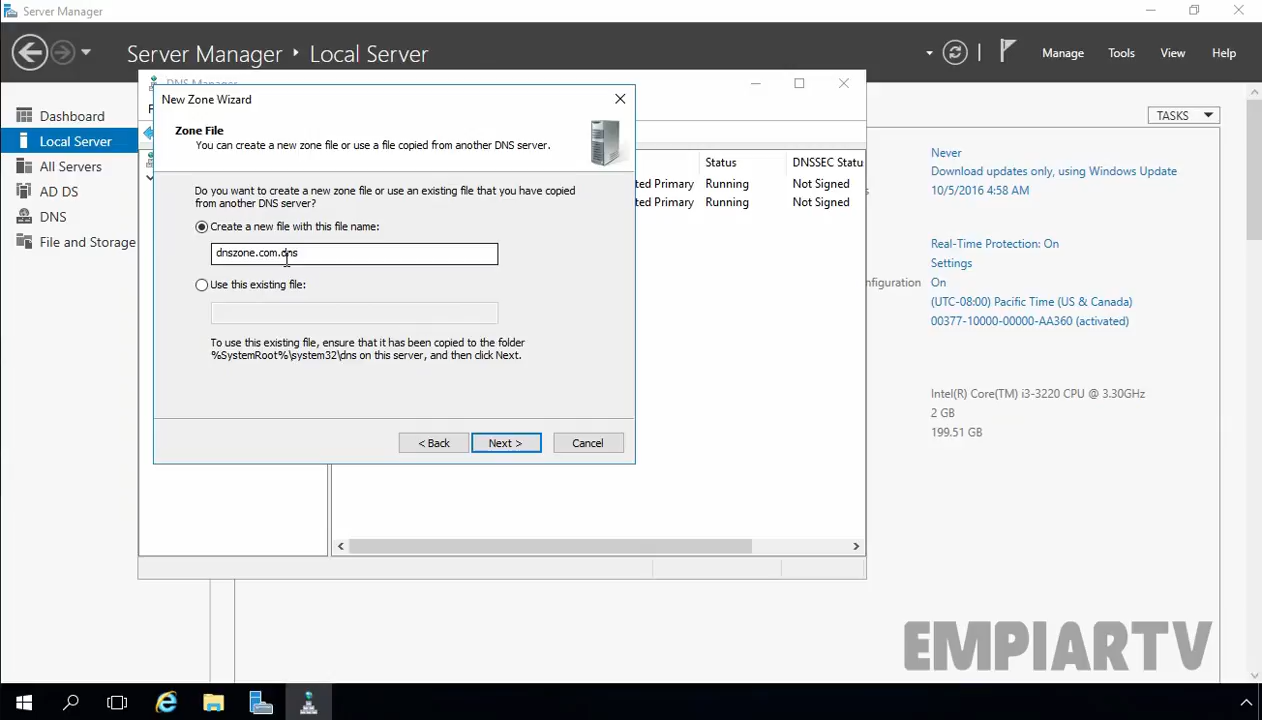 Server Manager
Server Manager ▸ Local Server
Manage Tools View Help
Dashboard
Local Server
All Servers
AD DS
DNS
File and Storage
DNS Manager
New Zone Wizard
Zone File
You can create a new zone file or use a file copied from another DNS server.
Do you want to create a new zone file or use an existing file that you have copied
from another DNS server?
Create a new file with this file name:
dnszone.com.dns
Use this existing file:
To use this existing file, ensure that it has been copied to the folder
%SystemRoot%\system32\dns on this server, and then click Next.
< Back Next > Cancel
Status DNSSEC Statu
ted Primary Running Not Signed
ted Primary Running Not Signed
TASKS
Never
Download updates only, using Windows Update
10/5/2016 4:58 AM
Real-Time Protection: On
Settings
nfiguration On
(UTC-08:00) Pacific Time (US & Canada)
00377-10000-00000-AA360 (activated)
Intel(R) Core(TM) i3-3220 CPU @ 3.30GHz
2 GB
199.51 GB
EMPIARTV